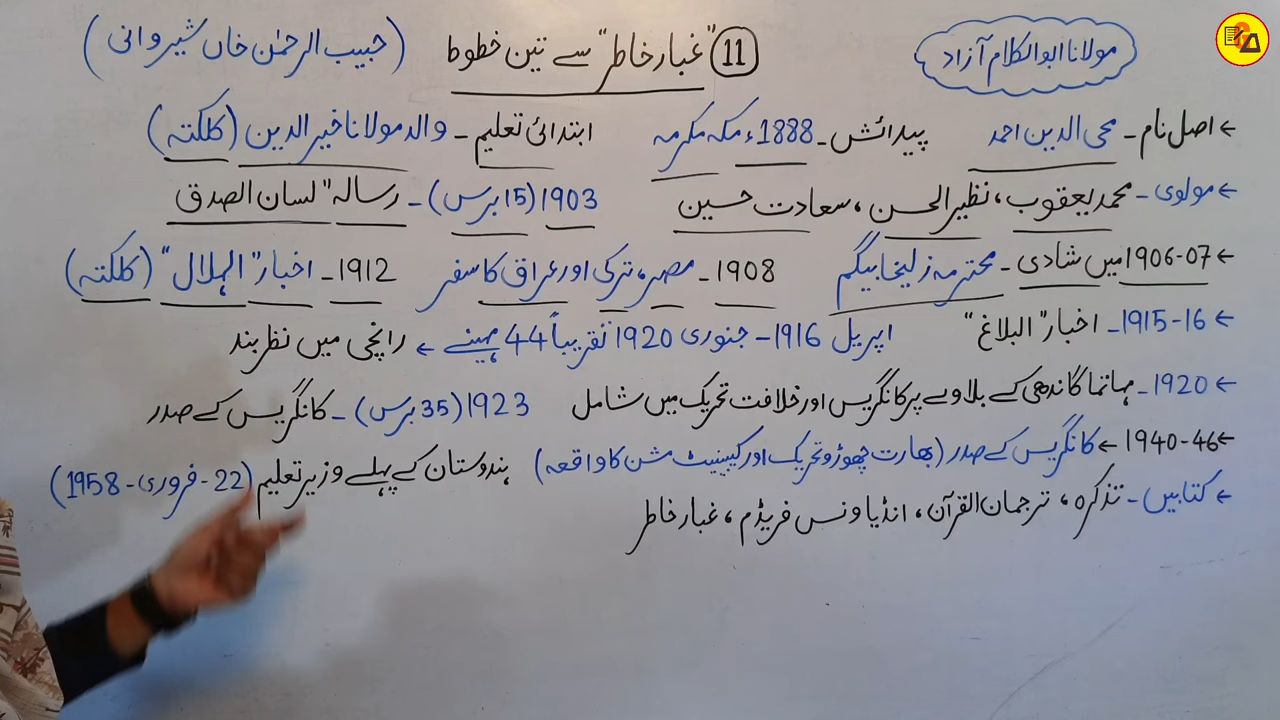 مولانا ابوالکلام آزاد
11 "غبار خاطر" سے تین خطوط (حبیب الرحمٰن خاں شیروانی)
← اصل نام - محی الدین احمد پیدائش - 1888ء مکہ مکرمہ ابتدائی تعلیم - والد مولانا خیر الدین (کلکتہ)
← مولوی - محمد یعقوب، نظیر الحسن، سعادت حسین 1903 (15 برس) - رسالہ "لسان الصدق
← 1906-07 میں شادی - محترمہ زلیخا بیگم 1908 - مصر، ترکی اور عراق کا سفر 1912 - اخبار "الہلال" (کلکتہ)
← 1915-16 - اخبار "البلاغ" اپریل 1916 - جنوری 1920 تقریباً 44 مہینے ← رانچی میں نظر بند
← 1920 - مہاتما گاندھی کے بلاوے پر کانگریس اور خلافت تحریک میں شامل 1923 (35 برس) - کانگریس کے صدر
← 1940-46 ← کانگریس کے صدر (بھارت چھوڑو تحریک اور کیبینیٹ مشن کا واقعہ) ہندوستان کے پہلے وزیر تعلیم (22 - فروری - 1958)
← کتابیں - تذکرہ، ترجمان القرآن، انڈیا ونس فریڈم، غبار خاطر